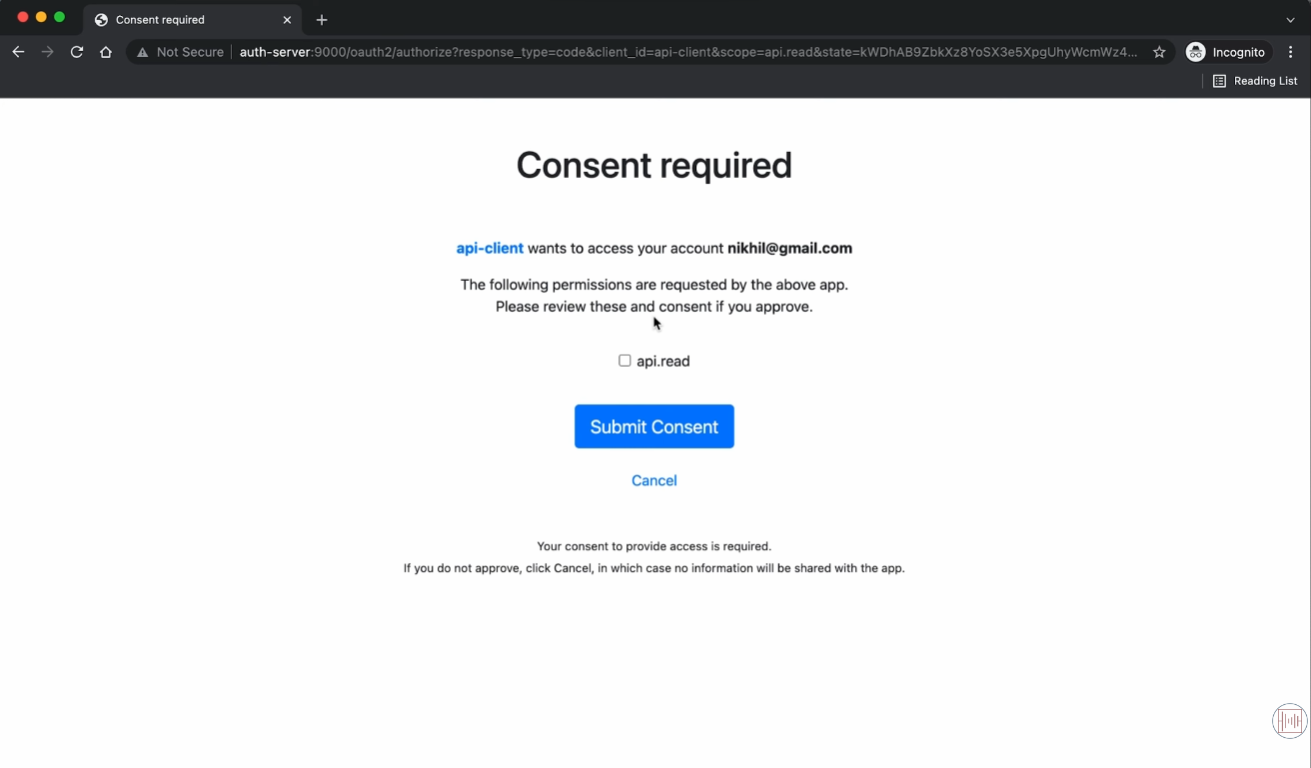 Consent required
Not Secure
auth-server:9000/oauth2/authorize?response_type=code&client_id=api-client&scope=api.read&state=kWDhAB9ZbkXz8YoSX3e5XpgUhyWcmWz4...
Incognito
Reading List
Consent required
api-client wants to access your account nikhil@gmail.com
The following permissions are requested by the above app.
Please review these and consent if you approve.
api.read
Submit Consent
Cancel
Your consent to provide access is required.
If you do not approve, click Cancel, in which case no information will be shared with the app.